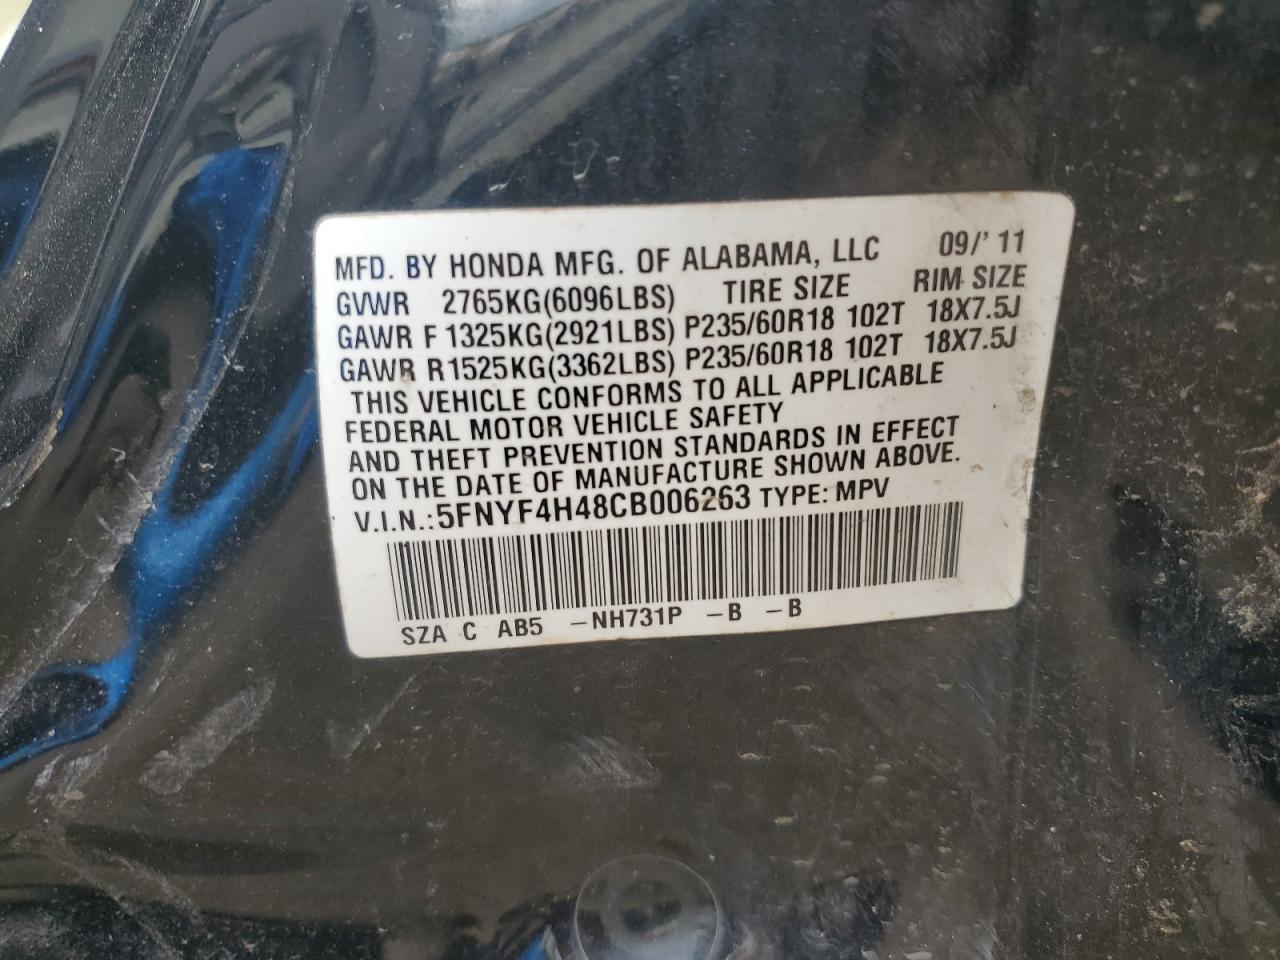 MFD. BY HONDA MFG. OF ALABAMA, LLC 09/'11
GVWR 2765KG(6096LBS) TIRE SIZE RIM SIZE
GAWR F 1325KG(2921LBS) P235/60R18 102T 18X7.5J
GAWR R1525KG(3362LBS) P235/60R18 102T 18X7.5J
THIS VEHICLE CONFORMS TO ALL APPLICABLE
FEDERAL MOTOR VEHICLE SAFETY
AND THEFT PREVENTION STANDARDS IN EFFECT
ON THE DATE OF MANUFACTURE SHOWN ABOVE.
V.I.N.:5FNYF4H48CB006263 TYPE: MPV
SZA C AB5 –NH731P –B –B